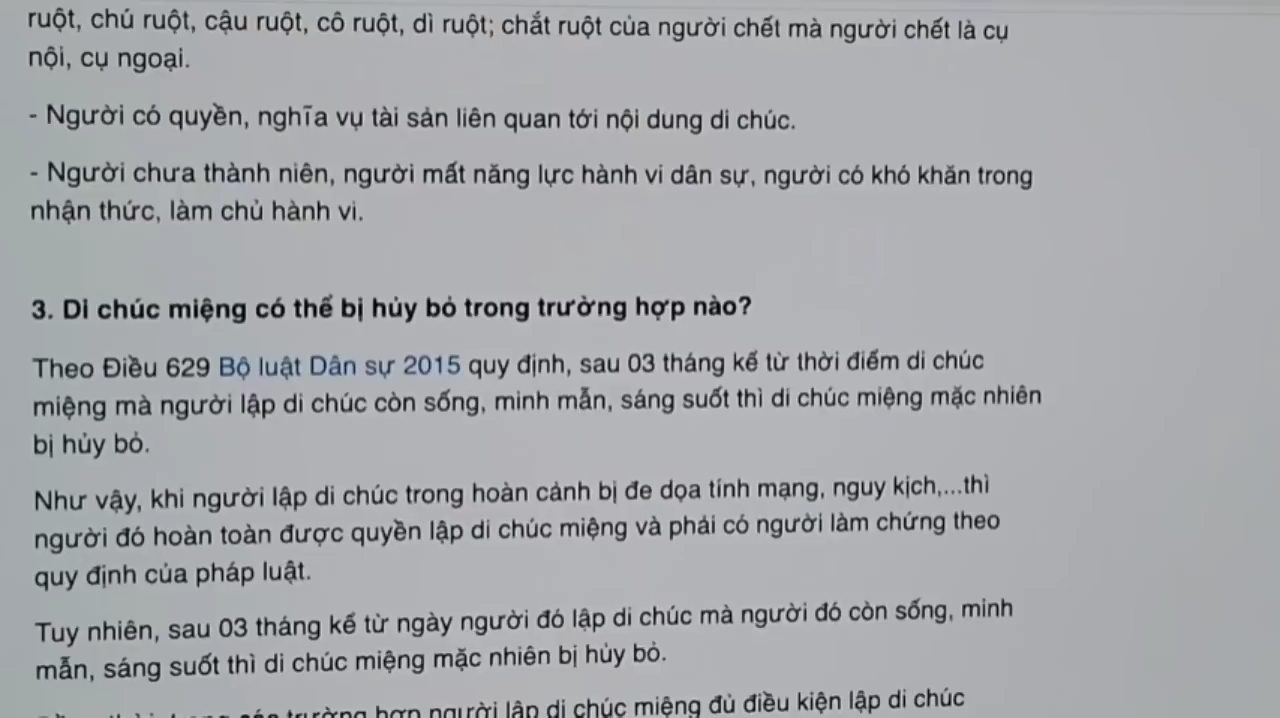 ruột, chú ruột, cậu ruột, cô ruột, dì ruột; chắt ruột của người chết mà người chết là cụ
nội, cụ ngoại.
- Người có quyền, nghĩa vụ tài sản liên quan tới nội dung di chúc.
- Người chưa thành niên, người mất năng lực hành vi dân sự, người có khó khăn trong
nhận thức, làm chủ hành vi.
3. Di chúc miệng có thể bị hủy bỏ trong trường hợp nào?
Theo Điều 629 Bộ luật Dân sự 2015 quy định, sau 03 tháng kể từ thời điểm di chúc
miệng mà người lập di chúc còn sống, minh mẫn, sáng suốt thì di chúc miệng mặc nhiên
bị hủy bỏ.
Như vậy, khi người lập di chúc trong hoàn cảnh bị đe dọa tính mạng, nguy kịch,...thì
người đó hoàn toàn được quyền lập di chúc miệng và phải có người làm chứng theo
quy định của pháp luật.
Tuy nhiên, sau 03 tháng kể từ ngày người đó lập di chúc mà người đó còn sống, minh
mẫn, sáng suốt thì di chúc miệng mặc nhiên bị hủy bỏ.
trường hợp người lập di chúc miệng đủ điều kiện lập di chúc